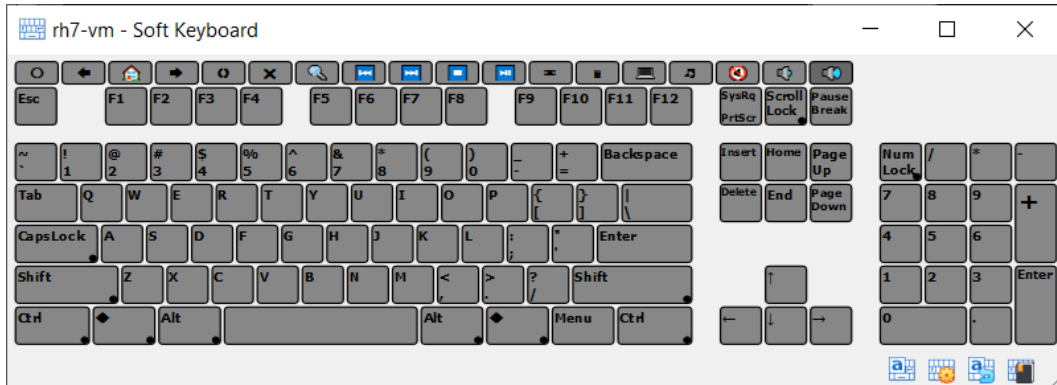 rh7-vm - Soft Keyboard
Esc F1 F2 F3 F4 F5 F6 F7 F8 F9 F10 F11 F12 SysRq PrtScr Scroll Lock Pause Break
~ ` ! 1 @ 2 # 3 $ 4 % 5 ^ 6 & 7 * 8 ( 9 ) 0 _ - + = Backspace Insert Home Page Up Num Lock / * -
Tab Q W E R T Y U I O P { [ } ] | \ Delete End Page Down 7 8 9 +
CapsLock A S D F G H J K L : ; " ' Enter 4 5 6
Shift Z X C V B N M < , > . ? / Shift ↑ 1 2 3 Enter
Ctrl ◆ Alt Alt ◆ Menu Ctrl ← ↓ → 0 .